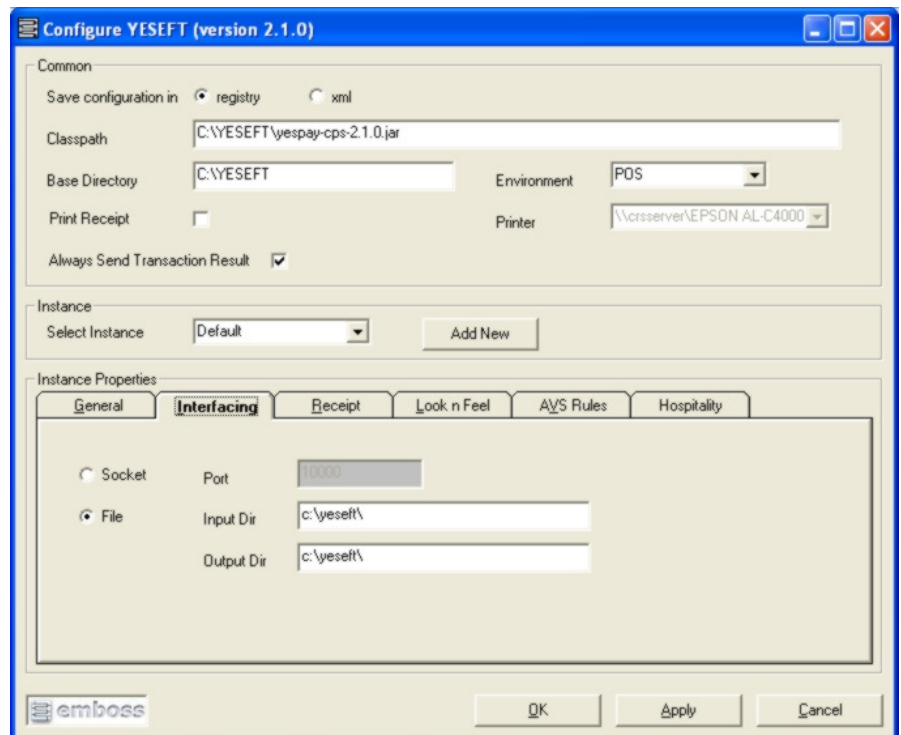 Configure YESEFT (version 2.1.0)
Common
Save configuration in registry xml
Classpath C:\YESEFT\yespay-cps-2.1.0.jar
Base Directory C:\YESEFT Environment POS
Print Receipt Printer \\crsserver\EPSON AL-C4000
Always Send Transaction Result
Instance
Select Instance Default Add New
Instance Properties
General Interfacing Receipt Look n Feel AVS Rules Hospitality
Socket Port 10000
File Input Dir c:\yeseft\
Output Dir c:\yeseft\
emboss OK Apply Cancel